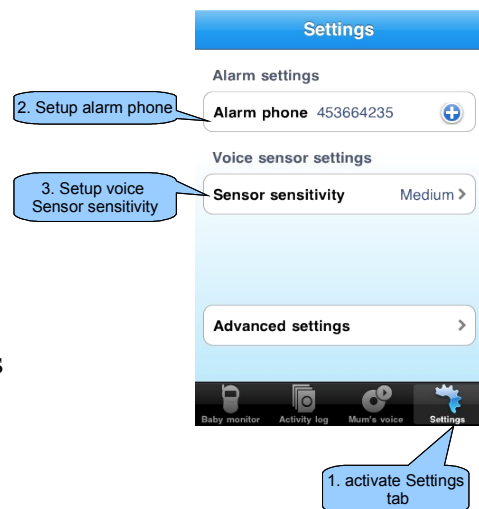 Settings
Alarm settings
2. Setup alarm phone
Alarm phone 453664235
Voice sensor settings
3. Setup voice
Sensor sensitivity
Sensor sensitivity Medium
Advanced settings
s
Baby monitor Activity log Mum's voice Settings
1. activate Settings
tab